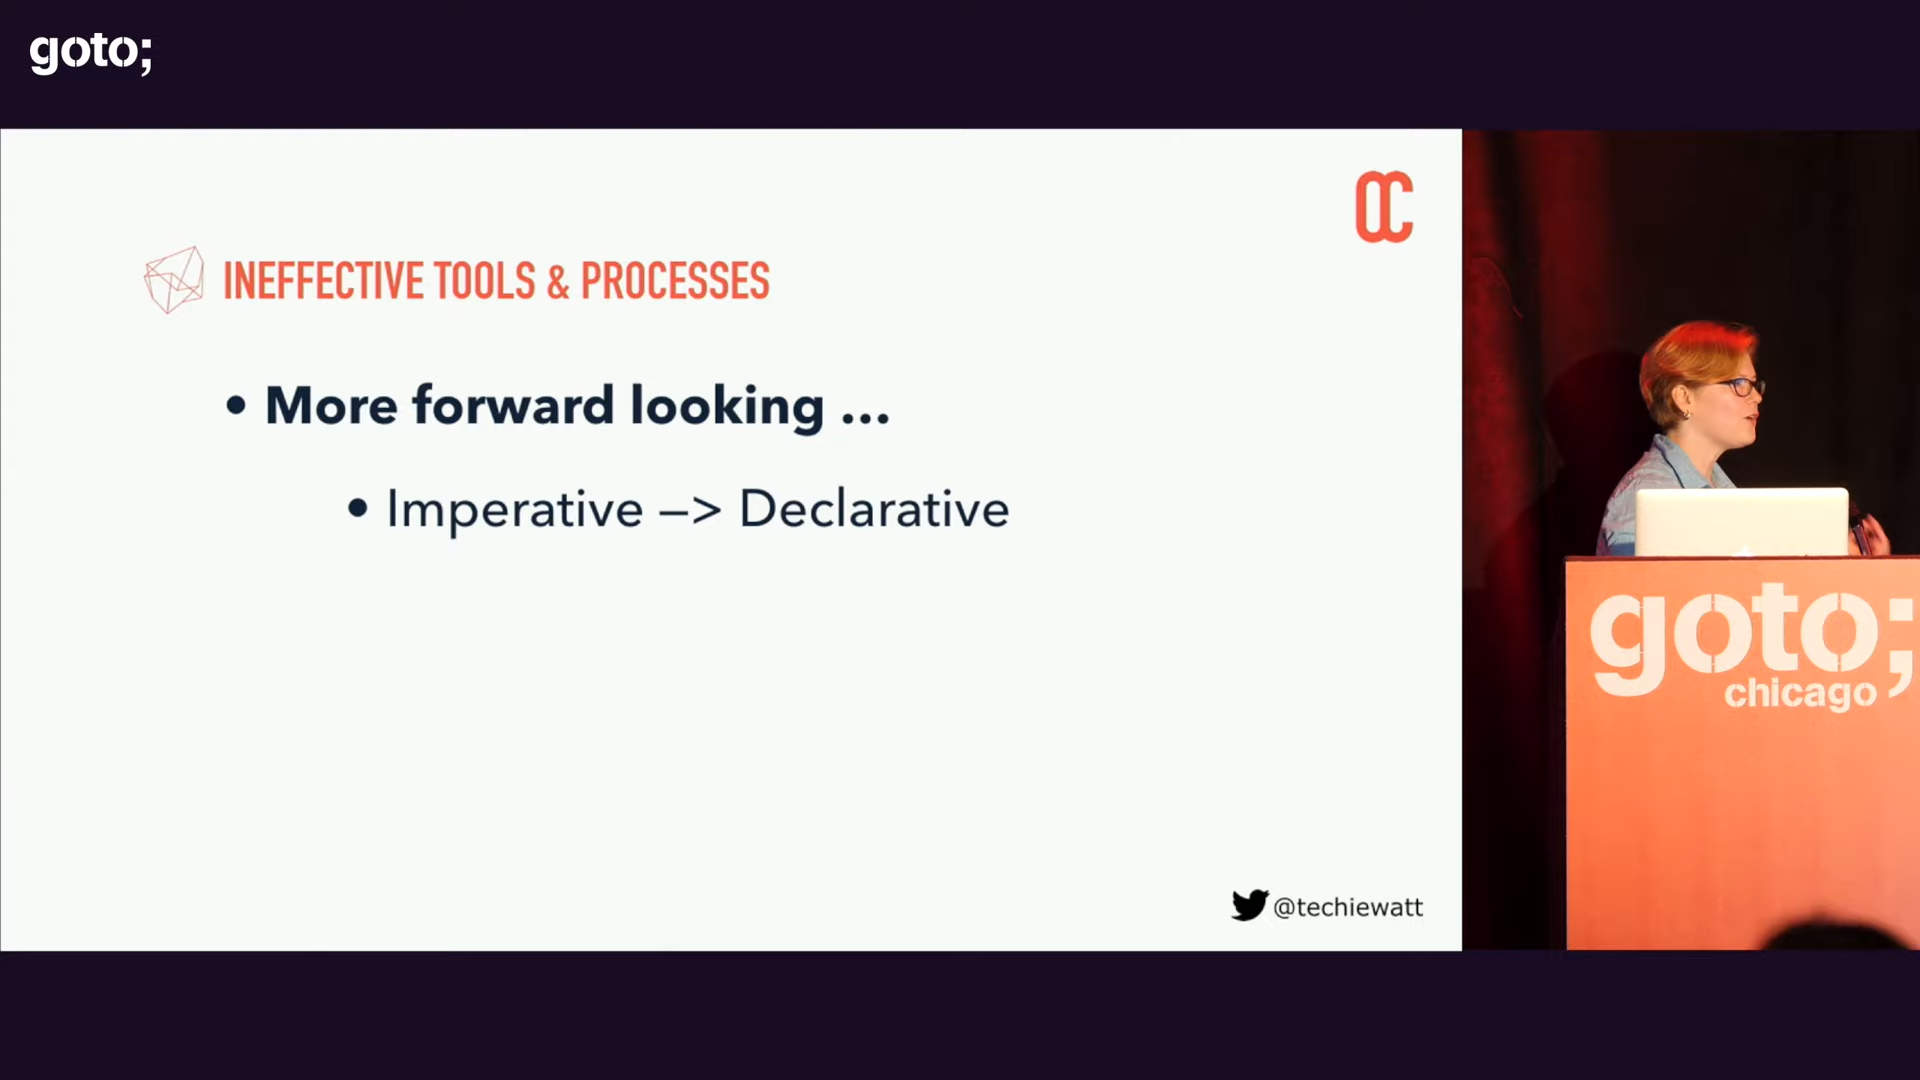 goto;
INEFFECTIVE TOOLS & PROCESSES
• More forward looking ...
• Imperative —> Declarative
@techiewatt
goto;
chicago